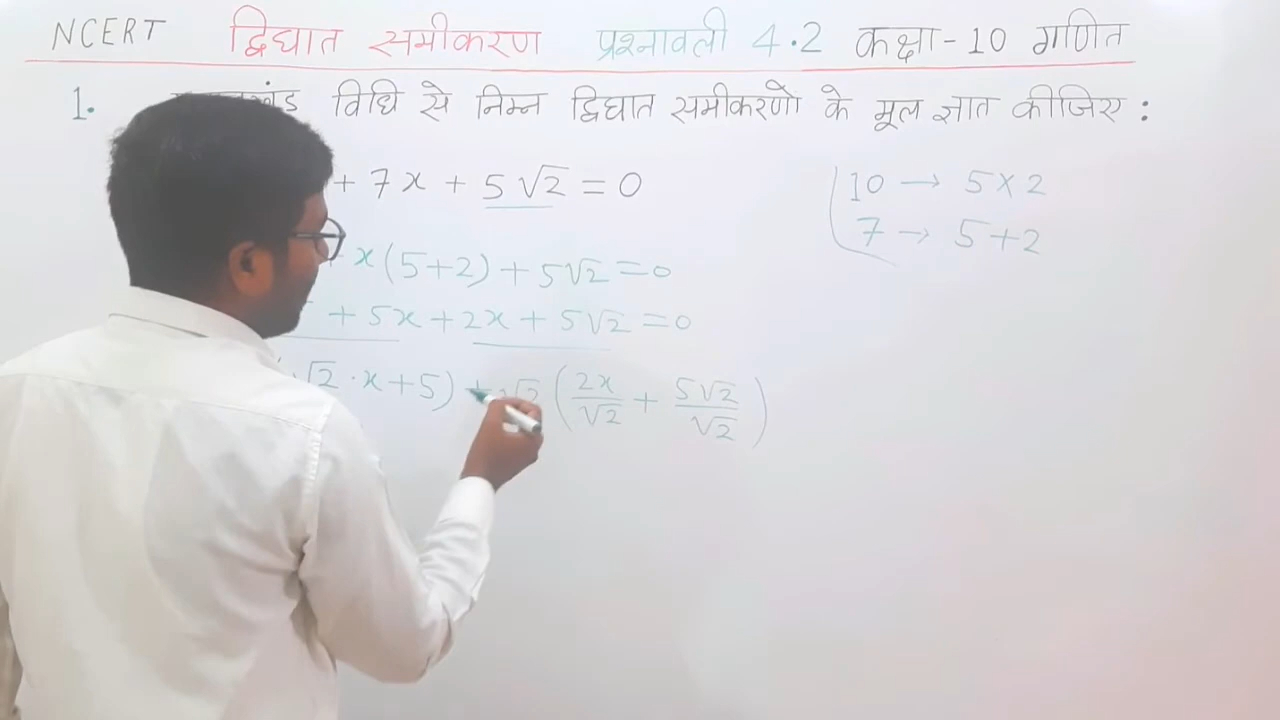 NCERT द्विघात समीकरण प्रश्नावली 4.2 कक्षा-10 गणित
1. विधि से निम्न द्विघात समीकरणो के मूल ज्ञात कीजिए :
+ 7x + 5√2 = 0
10 → 5×2
7 → 5+2
x(5+2) + 5√2 = 0
+ 5x + 2x + 5√2 = 0
√2·x + 5) + √2 (2x/√2 + 5√2/√2)